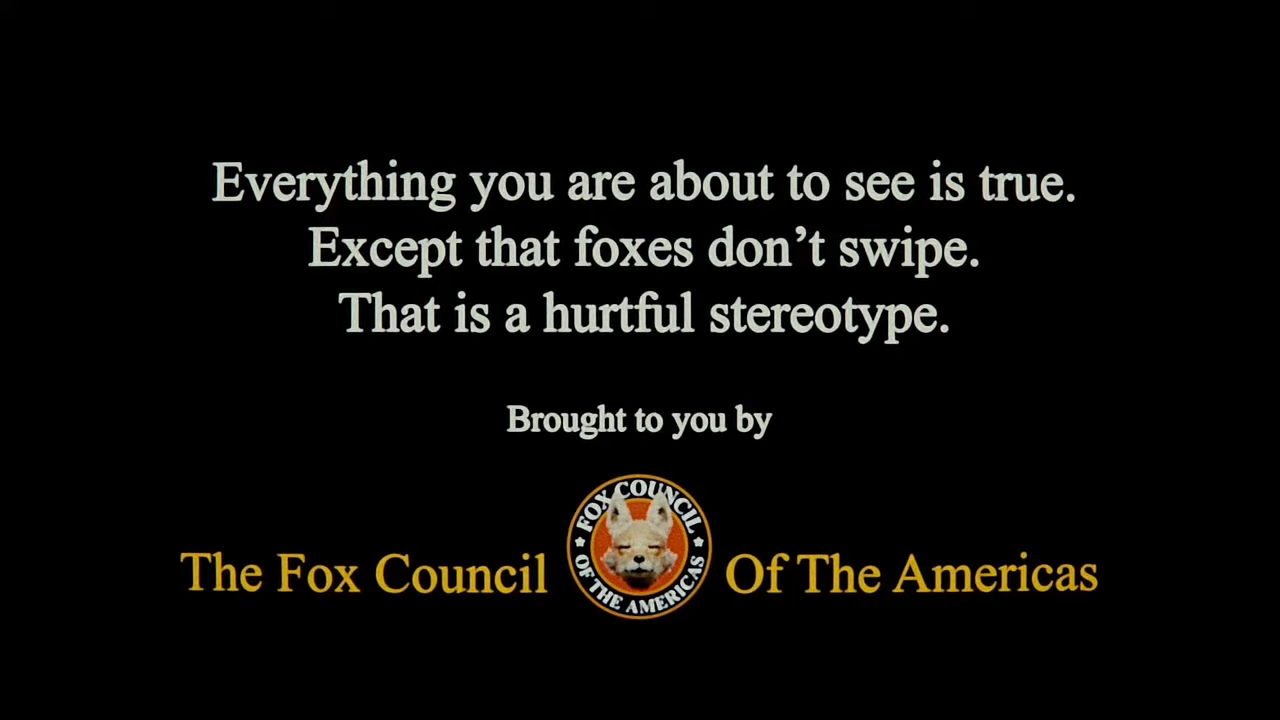 Everything you are about to see is true.
Except that foxes don’t swipe.
That is a hurtful stereotype.
Brought to you by
FOX COUNCIL
OF THE AMERICAS
The Fox Council Of The Americas